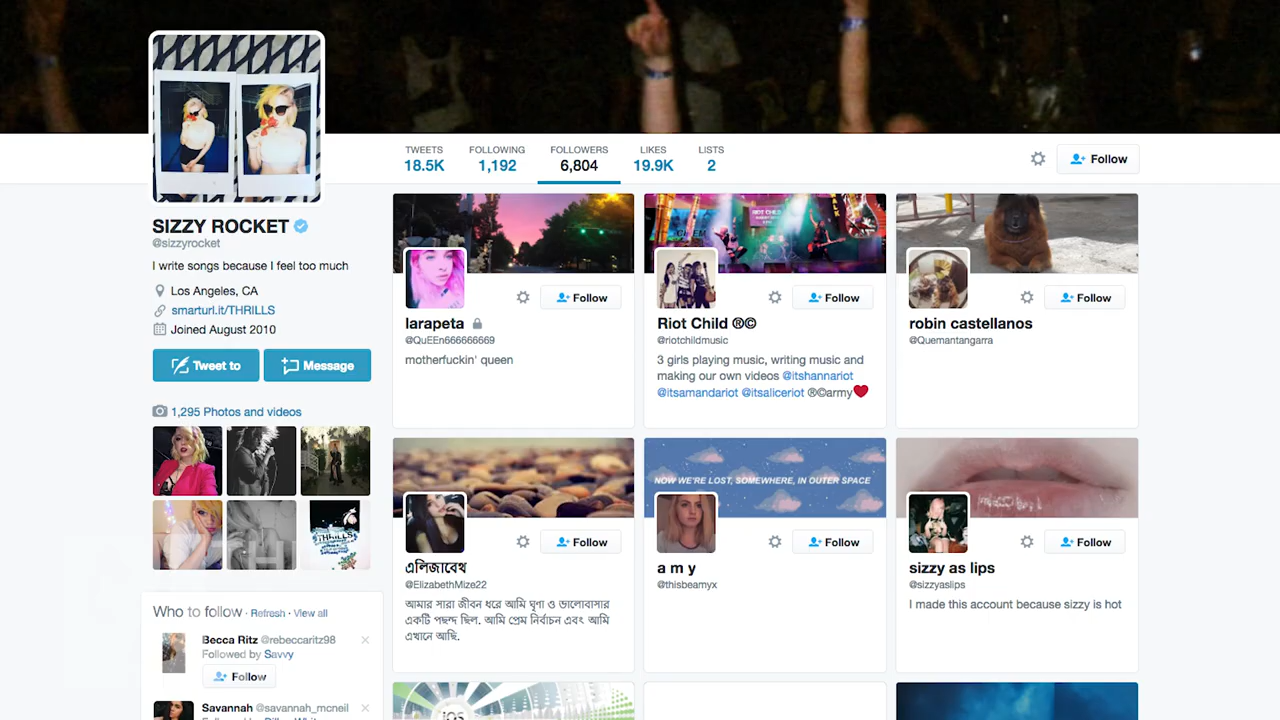 TWEETS FOLLOWING FOLLOWERS LIKES LISTS
18.5K 1,192 6,804 19.9K 2
Follow
SIZZY ROCKET
@sizzyrocket
I write songs because I feel too much
Los Angeles, CA
smarturl.it/THRILLS
Joined August 2010
Tweet to Message
1,295 Photos and videos
THRILLS
Who to follow · Refresh · View all
Becca Ritz @rebeccaritz98
Followed by Savvy
Follow
Savannah @savannah_mcneil
Follow
larapeta
@QuEEn666666669
motherfuckin' queen
RIOT CHILD
Follow
Riot Child ®©
@riotchildmusic
3 girls playing music, writing music and
making our own videos @itshannariot
@itsamandariot @itsaliceriot ®©army❤
Follow
robin castellanos
@Quemantangarra
Follow
এলিজাবেথ
@ElizabethMize22
আমার সারা জীবন ধরে আমি ঘৃণা ও ভালোবাসার
একটি পছন্দ ছিল. আমি প্রেম নির্বাচন এবং আমি
এখানে আছি.
NOW WE'RE LOST, SOMEWHERE, IN OUTER SPACE
Follow
a m y
@thisbeamyx
Follow
sizzy as lips
@sizzyaslips
I made this account because sizzy is hot
iOS